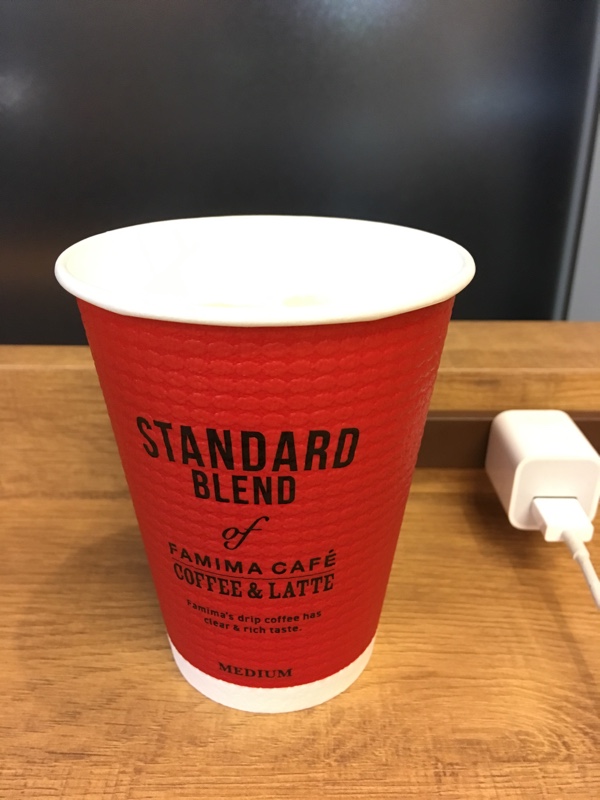 STANDARD
BLEND
of
FAMIMA CAFÉ
COFFEE & LATTE
Famima's drip coffee has
clear & rich taste.
MEDIUM